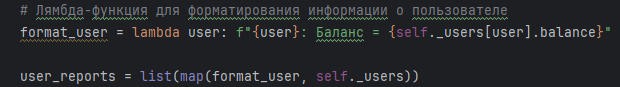 # Лямбда-функция для форматирования информации о пользователе
format_user = lambda user: f"{user}: Баланс = {self._users[user].balance}"
user_reports = list(map(format_user, self._users))